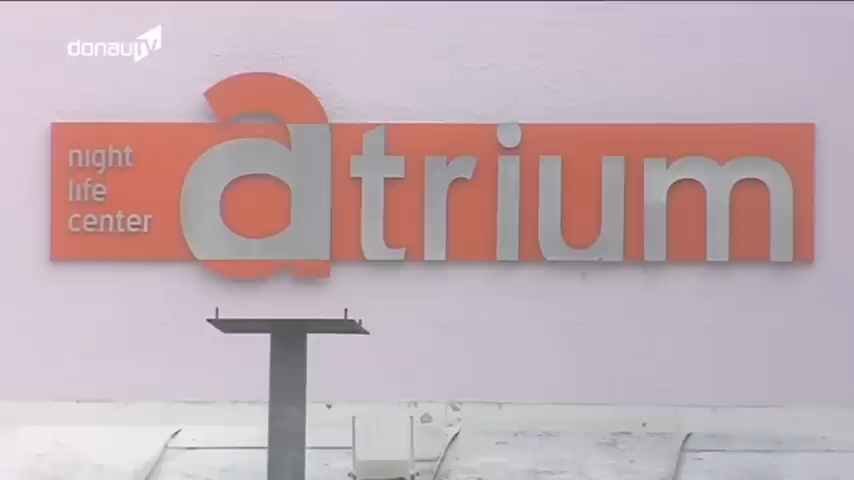 donauTV
night
life
center
atrium